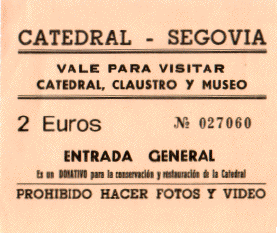 CATEDRAL - SEGOVIA
VALE PARA VISITAR
CATEDRAL, CLAUSTRO Y MUSEO
2 Euros № 027060
ENTRADA GENERAL
Es un DONATIVO para la conservación y restauración de la Catedral
PROHIBIDO HACER FOTOS Y VIDEO